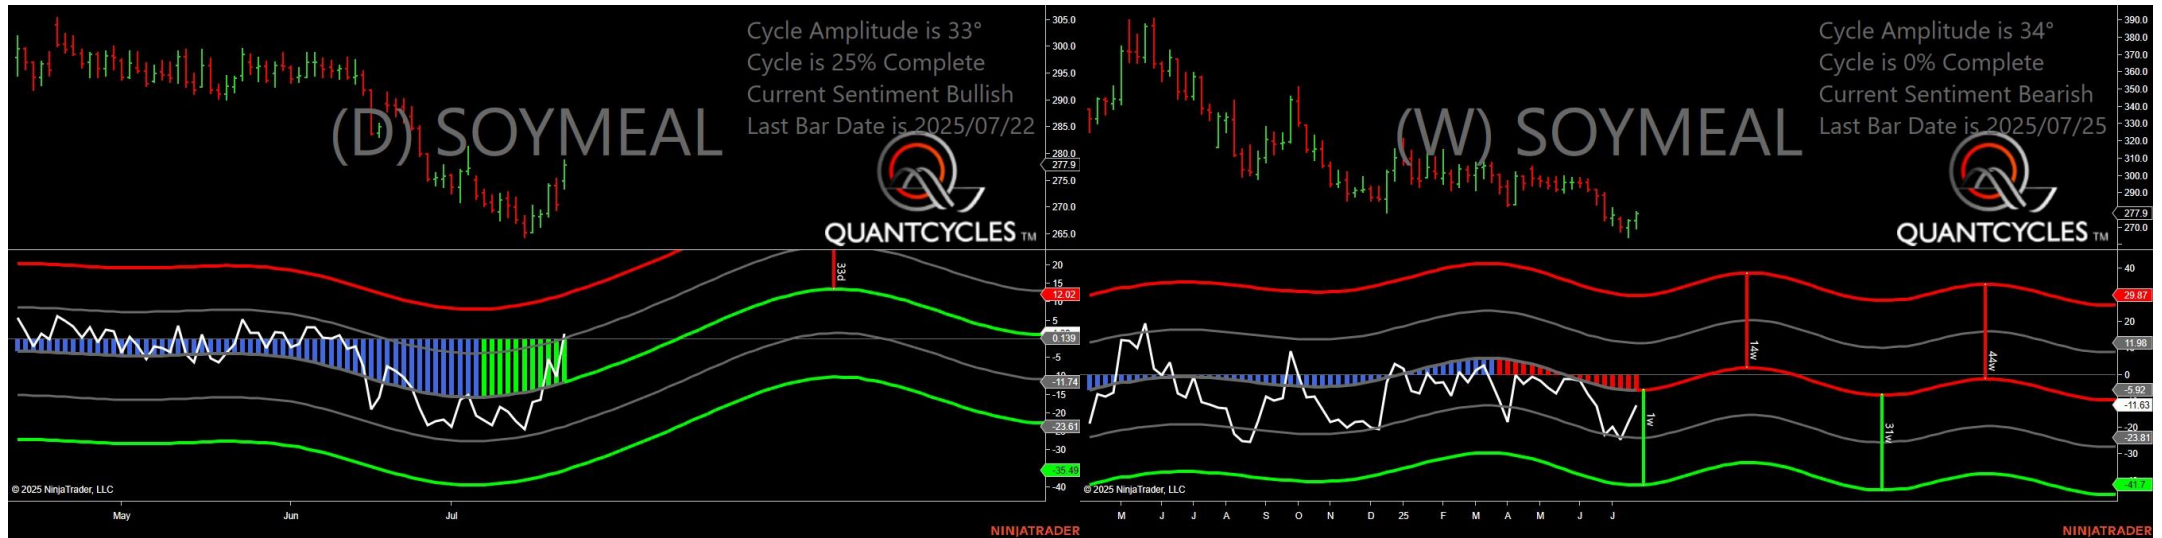 Cycle Amplitude is 33°
Cycle is 25% Complete
Current Sentiment Bullish
Last Bar Date is 2025/07/22
(D) SOYMEAL
QUANTCYCLES TM
305.0
300.0
295.0
290.0
285.0
280.0
277.9
275.0
270.0
265.0
33d
20
15
12.02
10
5
0.139
-5
-10
-11.74
-15
-20
-23.61
-30
-35.49
-40
© 2025 NinjaTrader, LLC
May Jun Jul
NINJATRADER
Cycle Amplitude is 34°
Cycle is 0% Complete
Current Sentiment Bearish
Last Bar Date is 2025/07/25
(W) SOYMEAL
QUANTCYCLES TM
390.0
380.0
370.0
360.0
350.0
340.0
330.0
320.0
310.0
300.0
290.0
277.9
270.0
1w
14w
31w
44w
40
29.87
20
11.98
0
-5.92
-11.63
-20
-23.81
-30
-41.7
© 2025 NinjaTrader, LLC
M J J A S O N D 25 F M A M J J
NINJATRADER